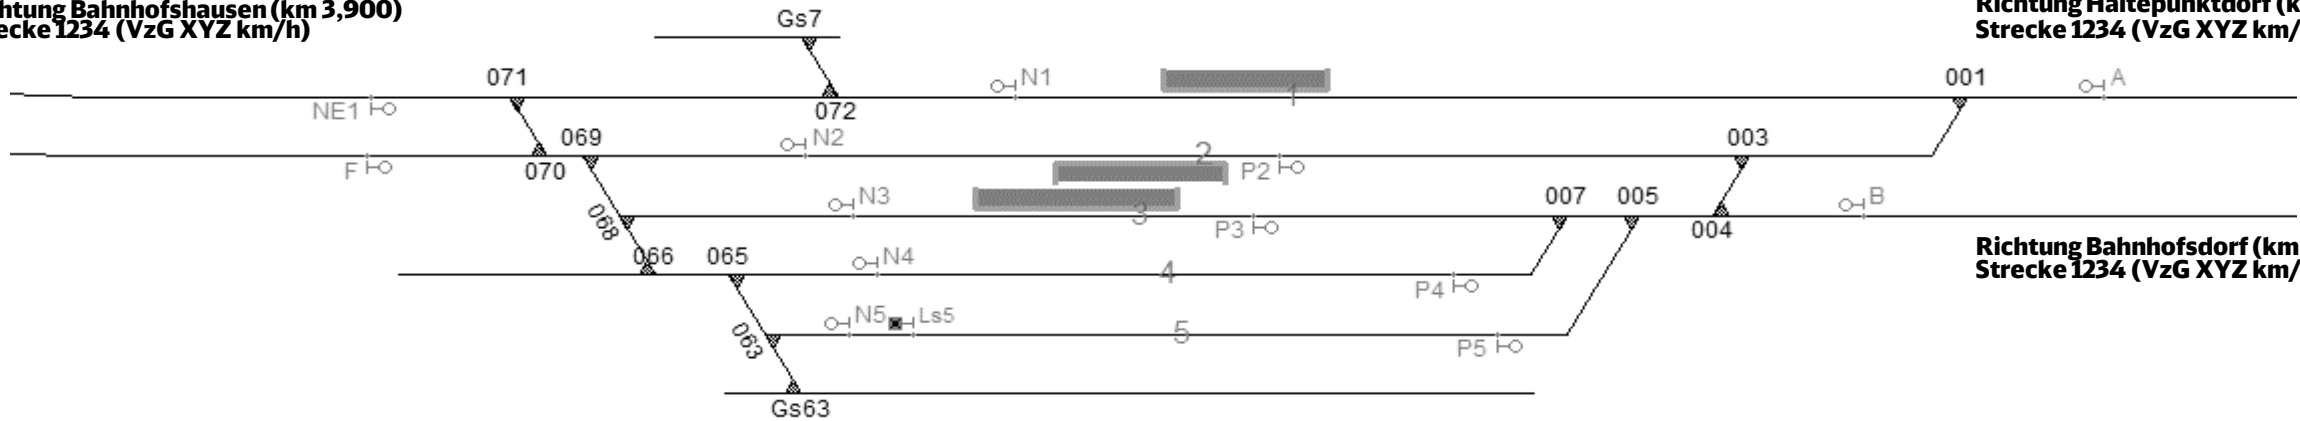 htung Bahnhofshausen (km 3,900)
ecke 1234 (VzG XYZ km/h)
Gs7
Richtung Haltepunktdorf (k
Strecke 1234 (VzG XYZ km/
071
N1
1
001
A
NE1
072
069
N2
2
003
F
070
P2
068
N3
3
007
005
B
P3
004
066
065
N4
4
Richtung Bahnhofsdorf (km
Strecke 1234 (VzG XYZ km/
P4
063
N5
Ls5
5
P5
Gs63